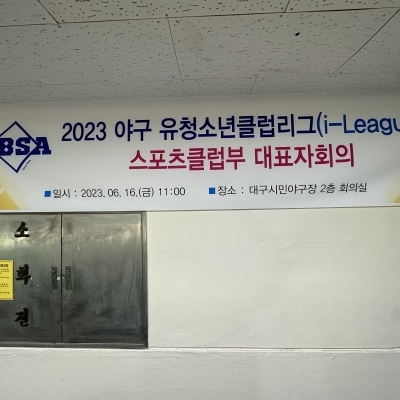 BSA
2023 야구 유청소년클럽리그(i-Leagu
스포츠클럽부 대표자회의
■일시 : 2023. 06. 16.(금) 11:00 ■장소 : 대구시민야구장 2층 회의실
소
화
전